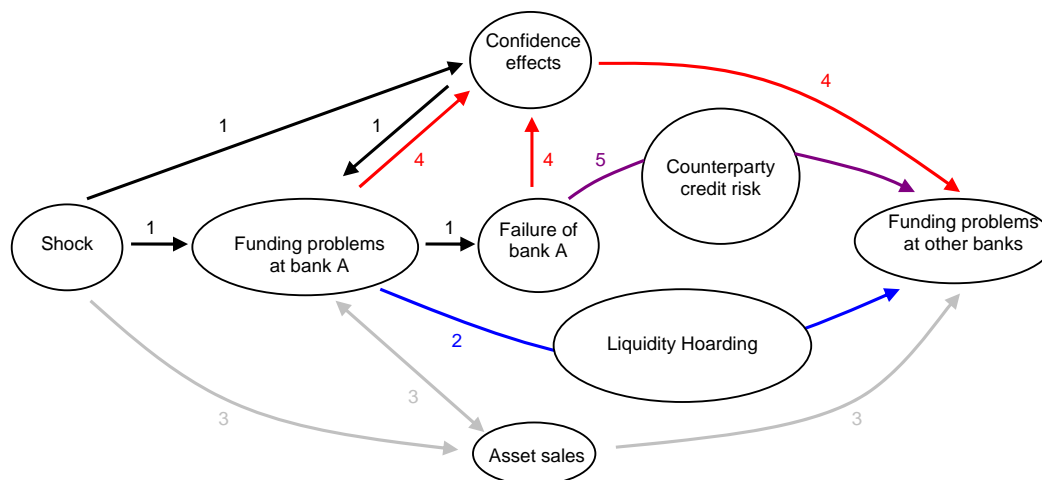 Confidence
effects
4
1
1
4
4
5
Counterparty
credit risk
Shock
1
Funding problems
at bank A
1
Failure of
bank A
Funding problems
at other banks
2
Liquidity Hoarding
3
3
3
Asset sales